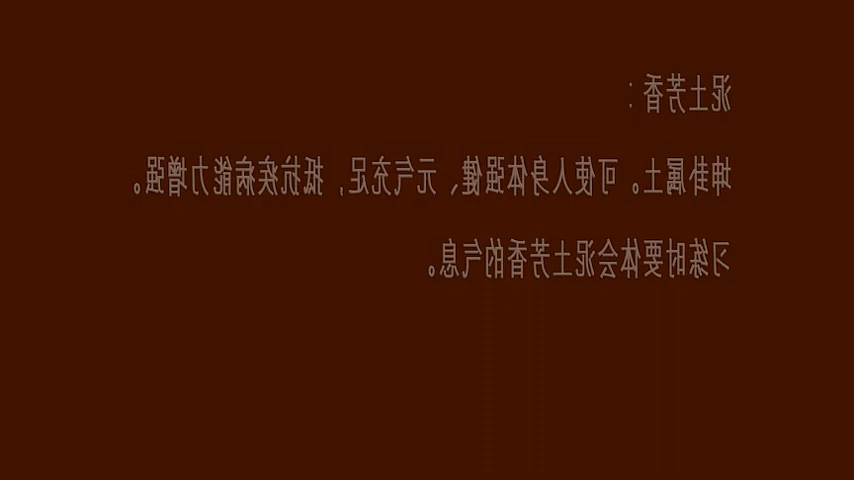 泥土芳香：
坤卦属土。可使人身体强健、元气充足，抵抗疾病能力增强。
习练时要体会泥土芳香的气息。